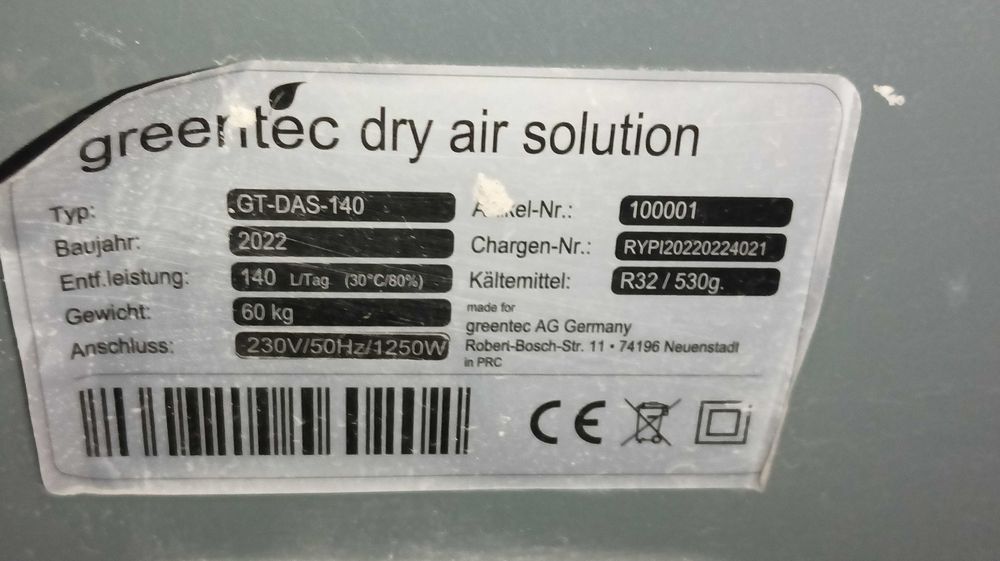 greentec dry air solution
Typ: GT-DAS-140
Baujahr: 2022
Entf.leistung: 140 L/Tag (30°C/80%)
Gewicht: 60 kg
Anschluss: 230V/50Hz/1250W
Artikel-Nr.: 100001
Chargen-Nr.: RYPI20220224021
Kältemittel: R32 / 530g.
made for
greentec AG Germany
Robert-Bosch-Str. 11 • 74196 Neuenstadt
in PRC
CE